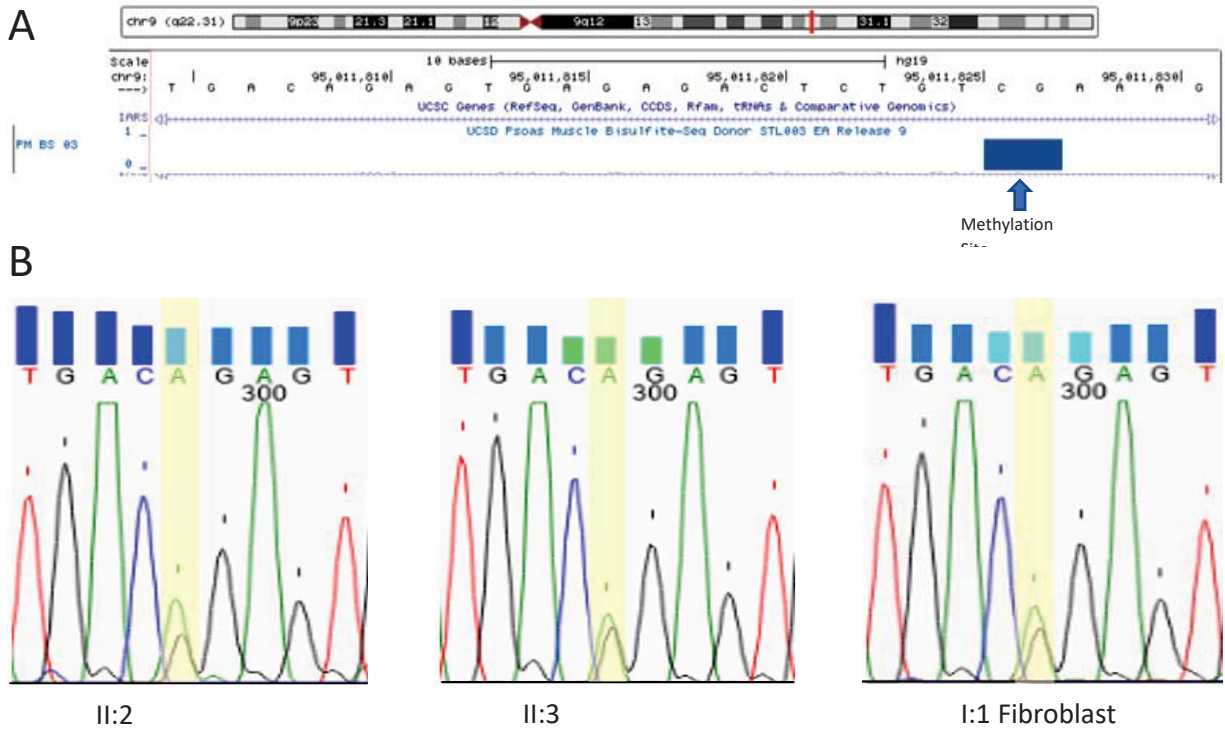 A
chr9 (q22.31) 9p23 21.3 21.1 12 9q12 13 31.1 32
Scale 10 bases hg19
chr9: 95,011,810 95,011,815 95,011,820 95,011,825 95,011,830
---> T G A C A G A G T G A G A G A C T C T G T C G A A A G
UCSC Genes (RefSeq, GenBank, CCDS, Rfam, tRNAs & Comparative Genomics)
IARS
UCSD Psoas Muscle Bisulfite-Seq Donor STL003 EA Release 9
1 _
PM BS 03
0 _
Methylation
B
T G A C A G A G T
300
T G A C A G A G T
300
T G A C A G A G T
300
II:2
II:3
I:1 Fibroblast